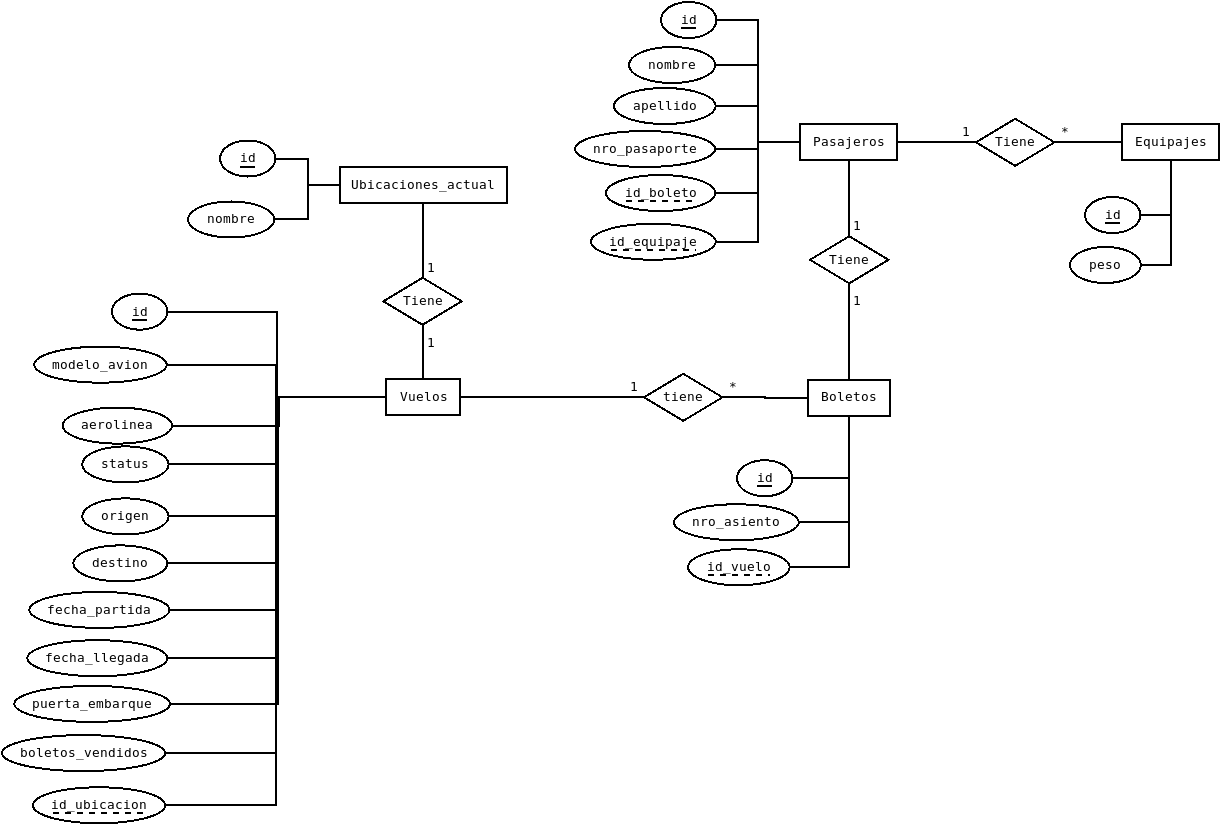 id
nombre
apellido
nro_pasaporte
id_boleto
id_equipaje
Pasajeros
1
Tiene
*
Equipajes
id
peso
1
Tiene
1
id
nombre
Ubicaciones_actual
1
Tiene
1
Vuelos
1
tiene
*
Boletos
id
nro_asiento
id_vuelo
id
modelo_avion
aerolinea
status
origen
destino
fecha_partida
fecha_llegada
puerta_embarque
boletos_vendidos
id_ubicacion